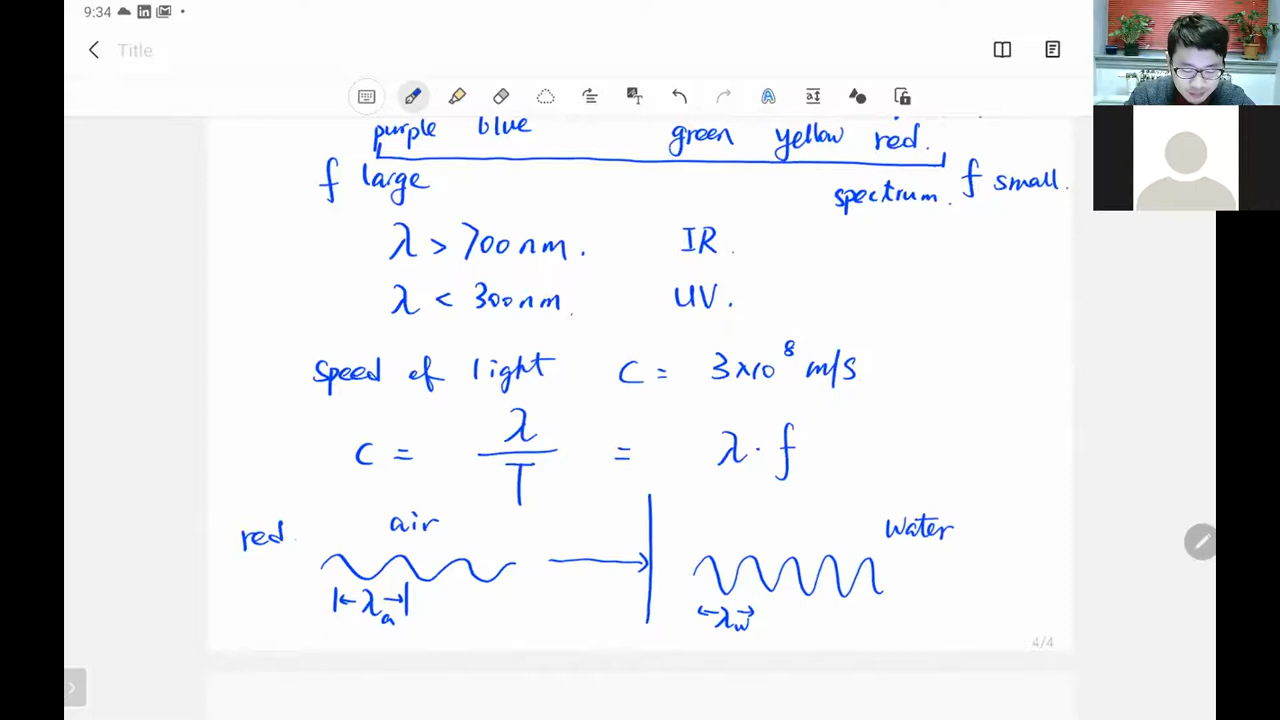 9:34
Title
purple blue green yellow red.
f large spectrum. f small.
λ > 700nm. IR.
λ < 300nm. UV.
Speed of light C = 3×10⁸ m/s
C = λ/T = λ·f
red. air Water
λₐ λw
4/4